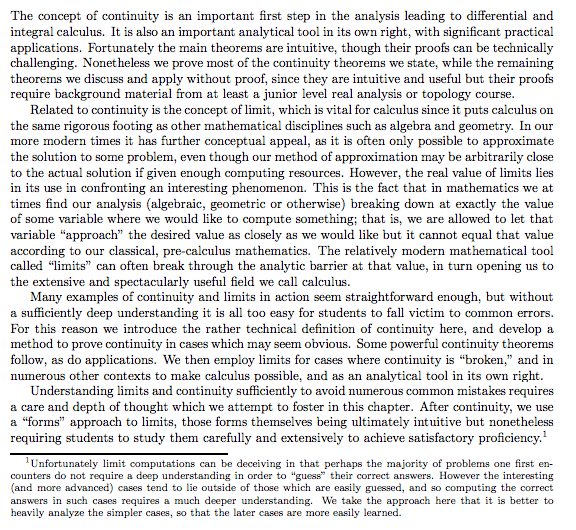 The concept of continuity is an important first step in the analysis leading to differential and
integral calculus. It is also an important analytical tool in its own right, with significant practical
applications. Fortunately the main theorems are intuitive, though their proofs can be technically
challenging. Nonetheless we prove most of the continuity theorems we state, while the remaining
theorems we discuss and apply without proof, since they are intuitive and useful but their proofs
require background material from at least a junior level real analysis or topology course.
Related to continuity is the concept of limit, which is vital for calculus since it puts calculus on
the same rigorous footing as other mathematical disciplines such as algebra and geometry. In our
more modern times it has further conceptual appeal, as it is often only possible to approximate
the solution to some problem, even though our method of approximation may be arbitrarily close
to the actual solution if given enough computing resources. However, the real value of limits lies
in its use in confronting an interesting phenomenon. This is the fact that in mathematics we at
times find our analysis (algebraic, geometric or otherwise) breaking down at exactly the value
of some variable where we would like to compute something; that is, we are allowed to let that
variable “approach” the desired value as closely as we would like but it cannot equal that value
according to our classical, pre-calculus mathematics. The relatively modern mathematical tool
called “limits” can often break through the analytic barrier at that value, in turn opening us to
the extensive and spectacularly useful field we call calculus.
Many examples of continuity and limits in action seem straightforward enough, but without
a sufficiently deep understanding it is all too easy for students to fall victim to common errors.
For this reason we introduce the rather technical definition of continuity here, and develop a
method to prove continuity in cases which may seem obvious. Some powerful continuity theorems
follow, as do applications. We then employ limits for cases where continuity is “broken,” and in
numerous other contexts to make calculus possible, and as an analytical tool in its own right.
Understanding limits and continuity sufficiently to avoid numerous common mistakes requires
a care and depth of thought which we attempt to foster in this chapter. After continuity, we use
a “forms” approach to limits, those forms themselves being ultimately intuitive but nonetheless
requiring students to study them carefully and extensively to achieve satisfactory proficiency.¹
¹Unfortunately limit computations can be deceiving in that perhaps the majority of problems one first en-
counters do not require a deep understanding in order to “guess” their correct answers. However the interesting
(and more advanced) cases tend to lie outside of those which are easily guessed, and so computing the correct
answers in such cases requires a much deeper understanding. We take the approach here that it is better to
heavily analyze the simpler cases, so that the later cases are more easily learned.